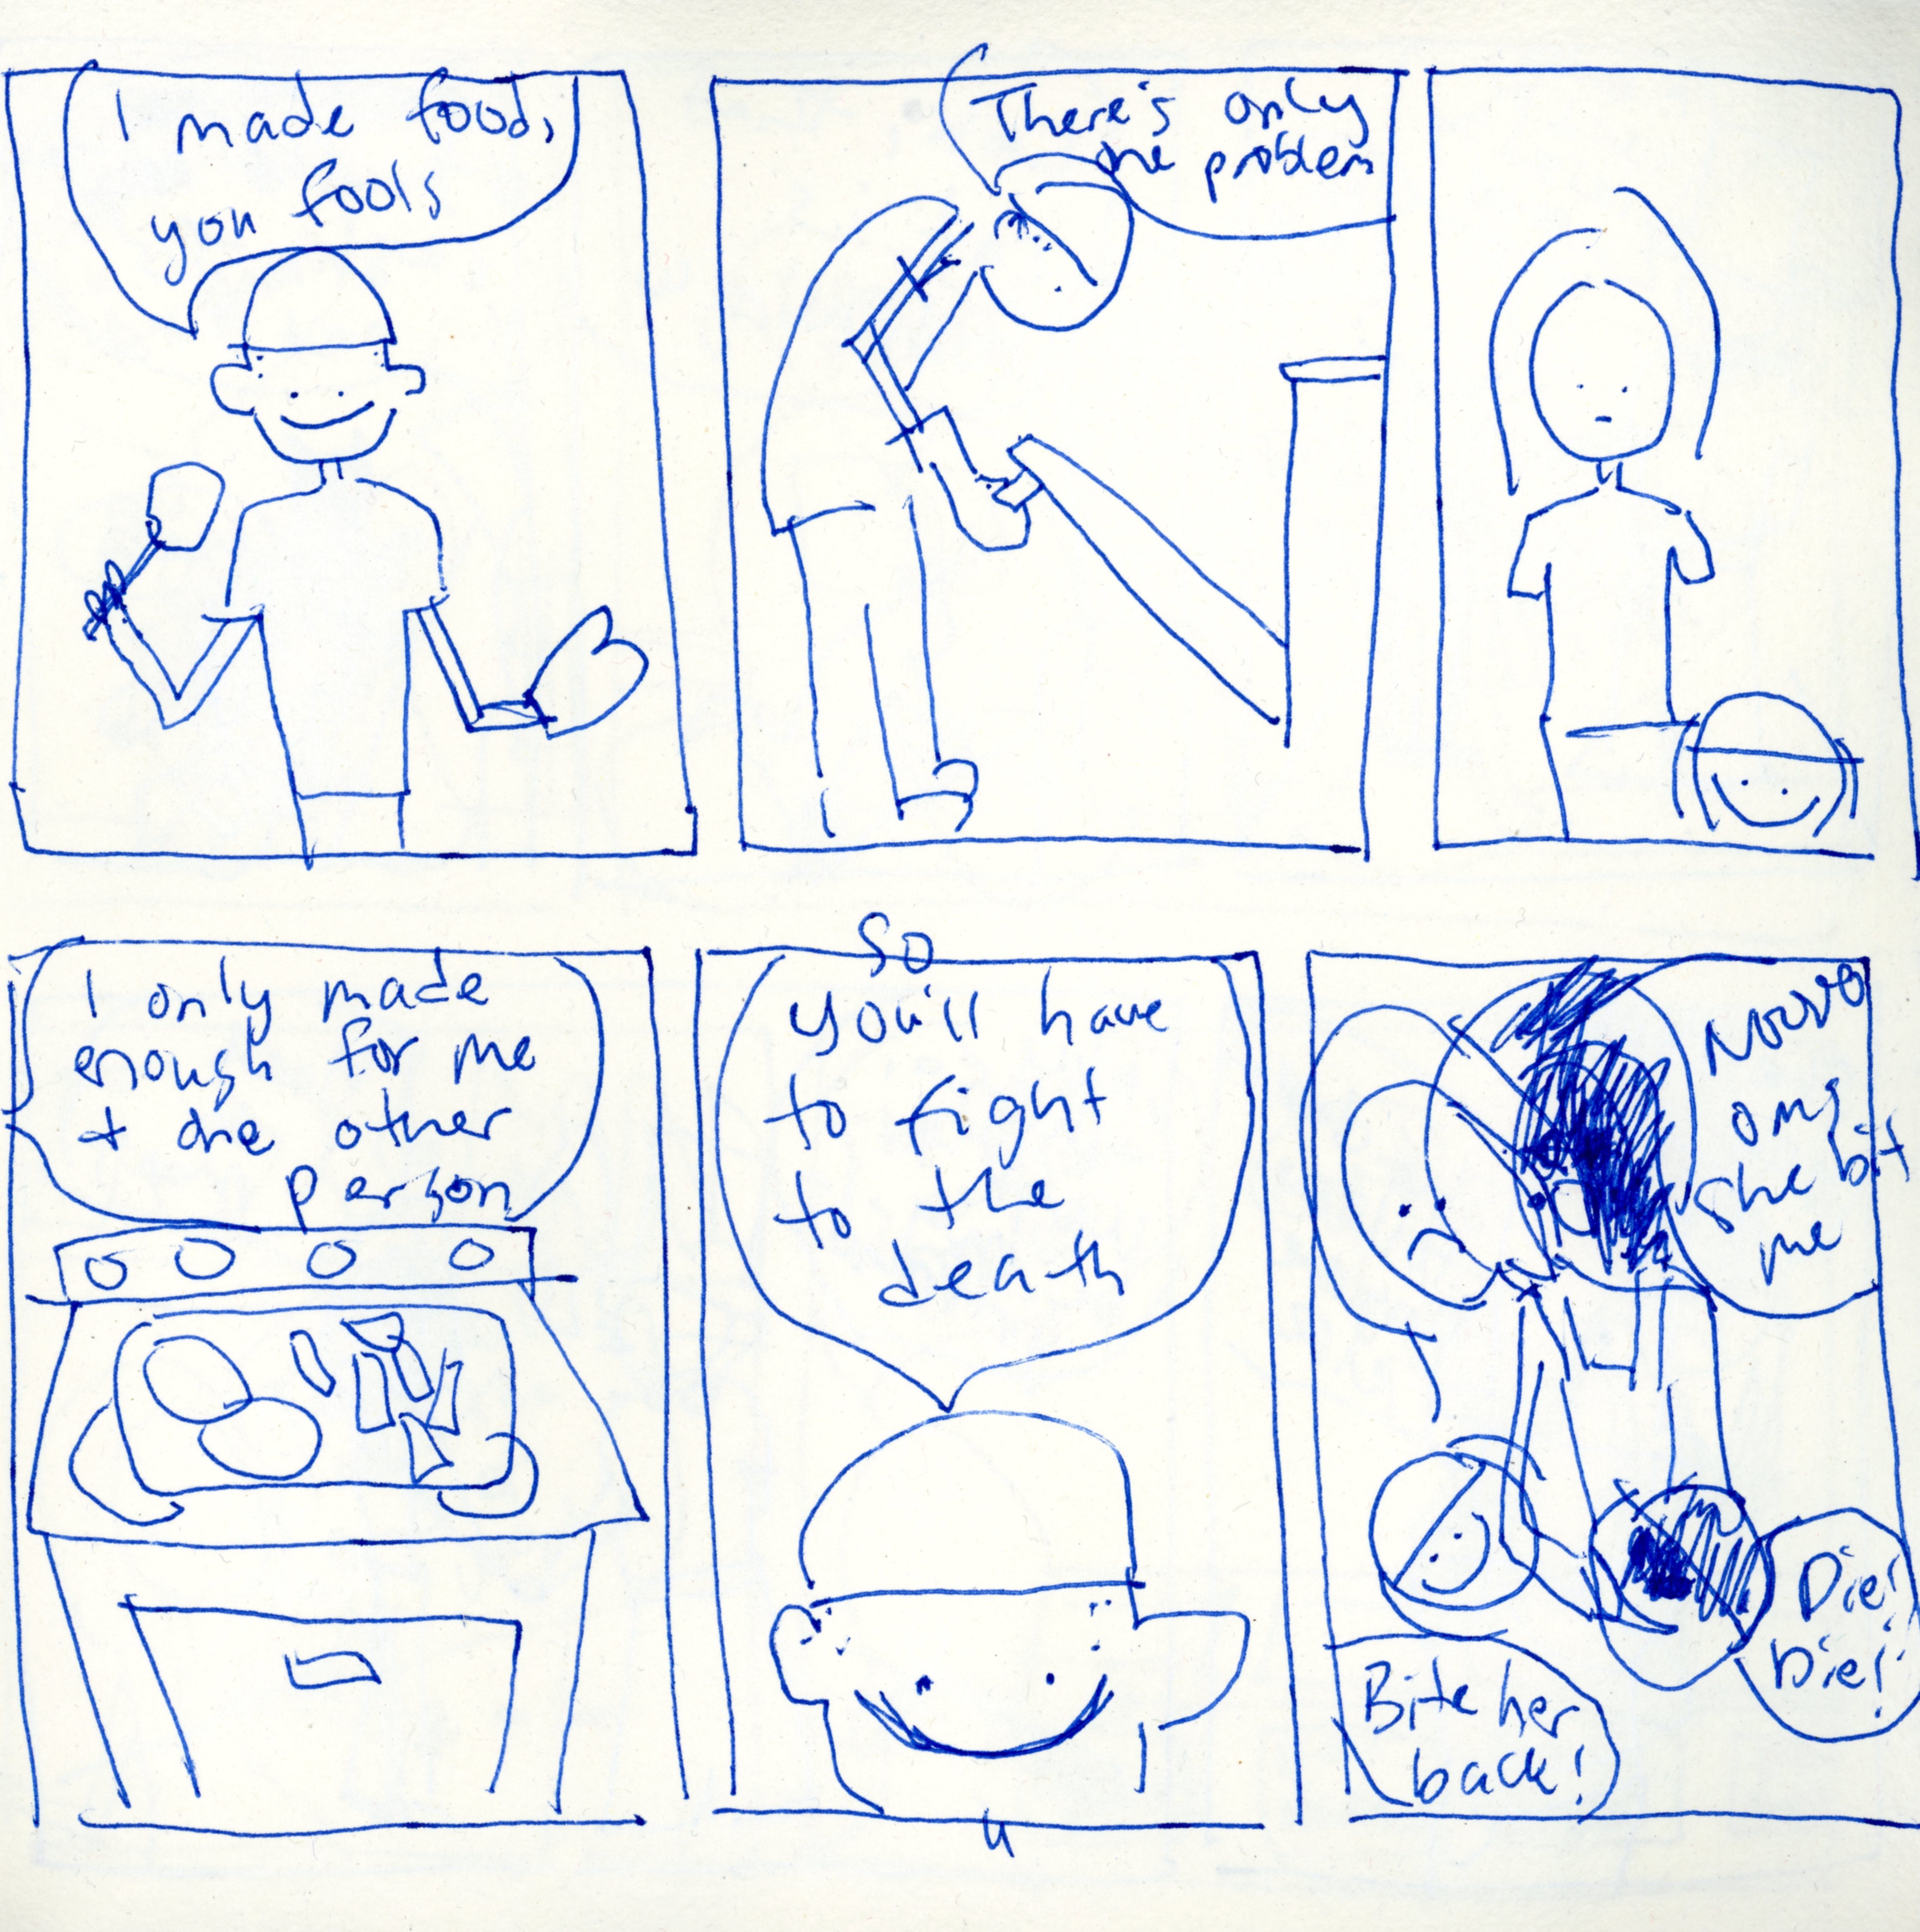 I made food,
you fools
There's only
one problem
I only made
enough for me
+ one other
person
So
you'll have
to fight
to the
death
Noooo
omg
she bit
me
Die!
Die!
Bite her
back!